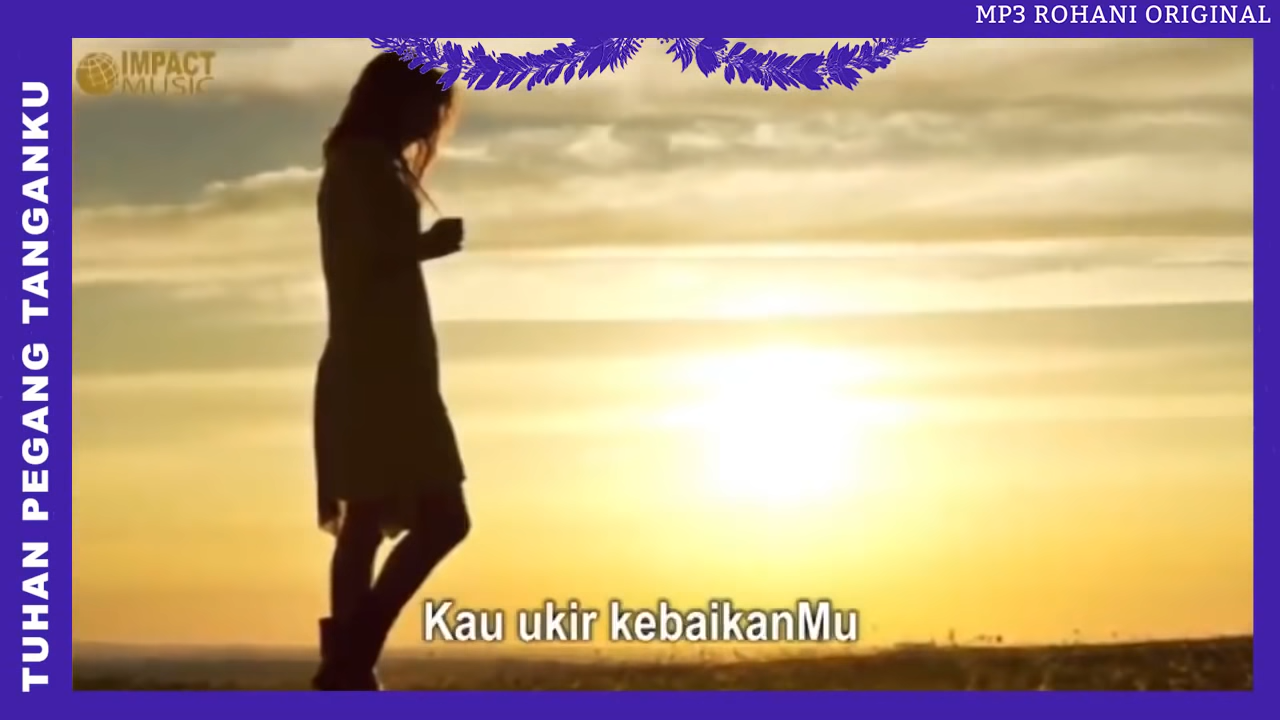 MP3 ROHANI ORIGINAL
IMPACT
MUSIC
TUHAN PEGANG TANGANKU
Kau ukir kebaikanMu